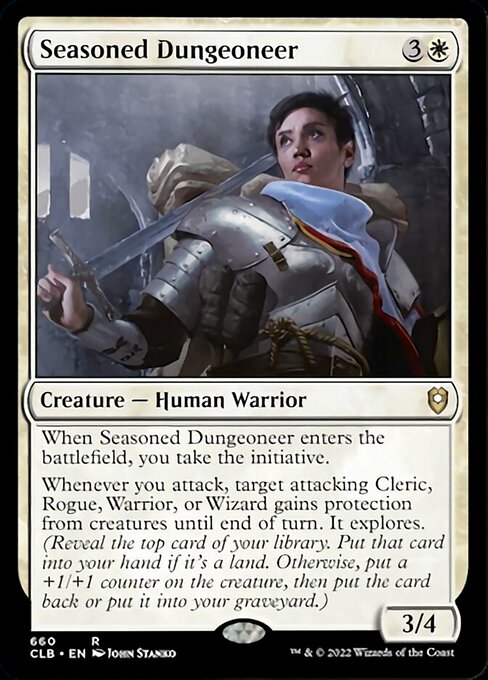 Seasoned Dungeoneer 3
Creature — Human Warrior
When Seasoned Dungeoneer enters the
battlefield, you take the initiative.
Whenever you attack, target attacking Cleric,
Rogue, Warrior, or Wizard gains protection
from creatures until end of turn. It explores.
(Reveal the top card of your library. Put that card
into your hand if it's a land. Otherwise, put a
+1/+1 counter on the creature, then put the card
back or put it into your graveyard.)
3/4
660 R
CLB • EN John Stanko
™ & © 2022 Wizards of the Coast